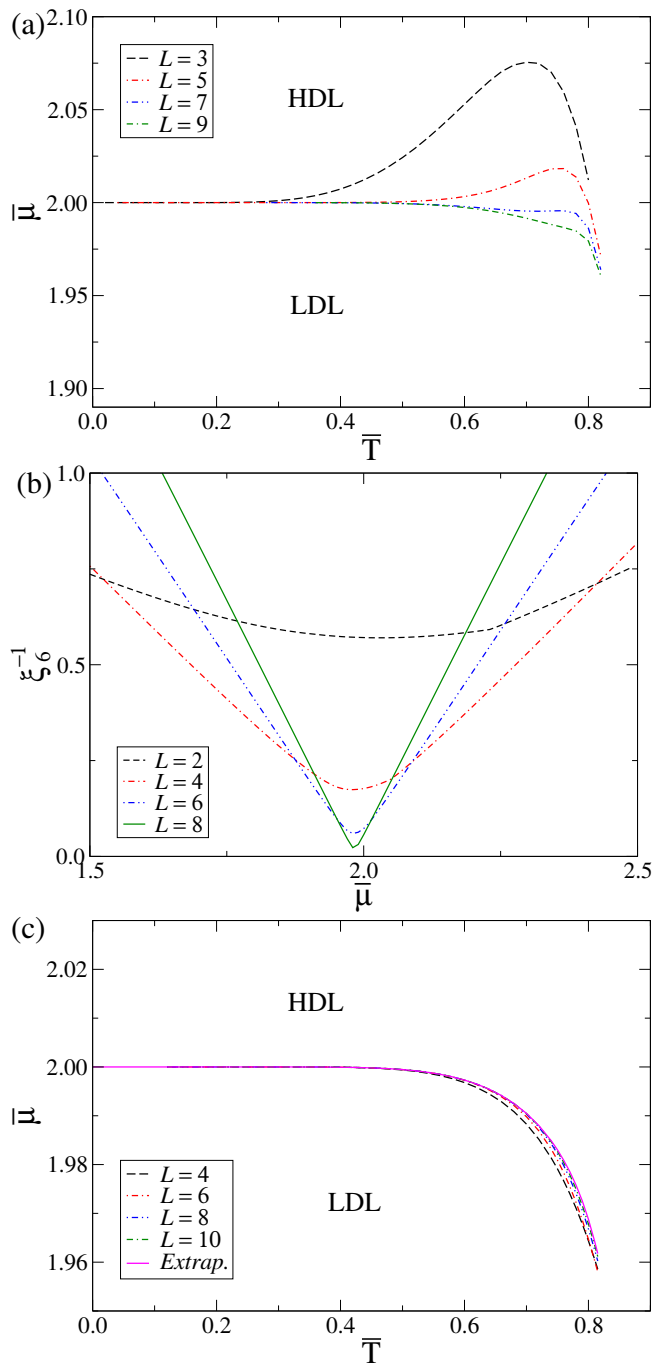 (a)
2.10
2.05
2.00
1.95
1.90
μ̅
L = 3
L = 5
L = 7
L = 9
HDL
LDL
0.0 0.2 0.4 0.6 0.8
T̅
(b)
1.0
0.5
0.0
ξ₆⁻¹
L = 2
L = 4
L = 6
L = 8
1.5 2.0 2.5
μ̅
(c)
2.02
2.00
1.98
1.96
μ̅
HDL
LDL
L = 4
L = 6
L = 8
L = 10
Extrap.
0.0 0.2 0.4 0.6 0.8
T̅